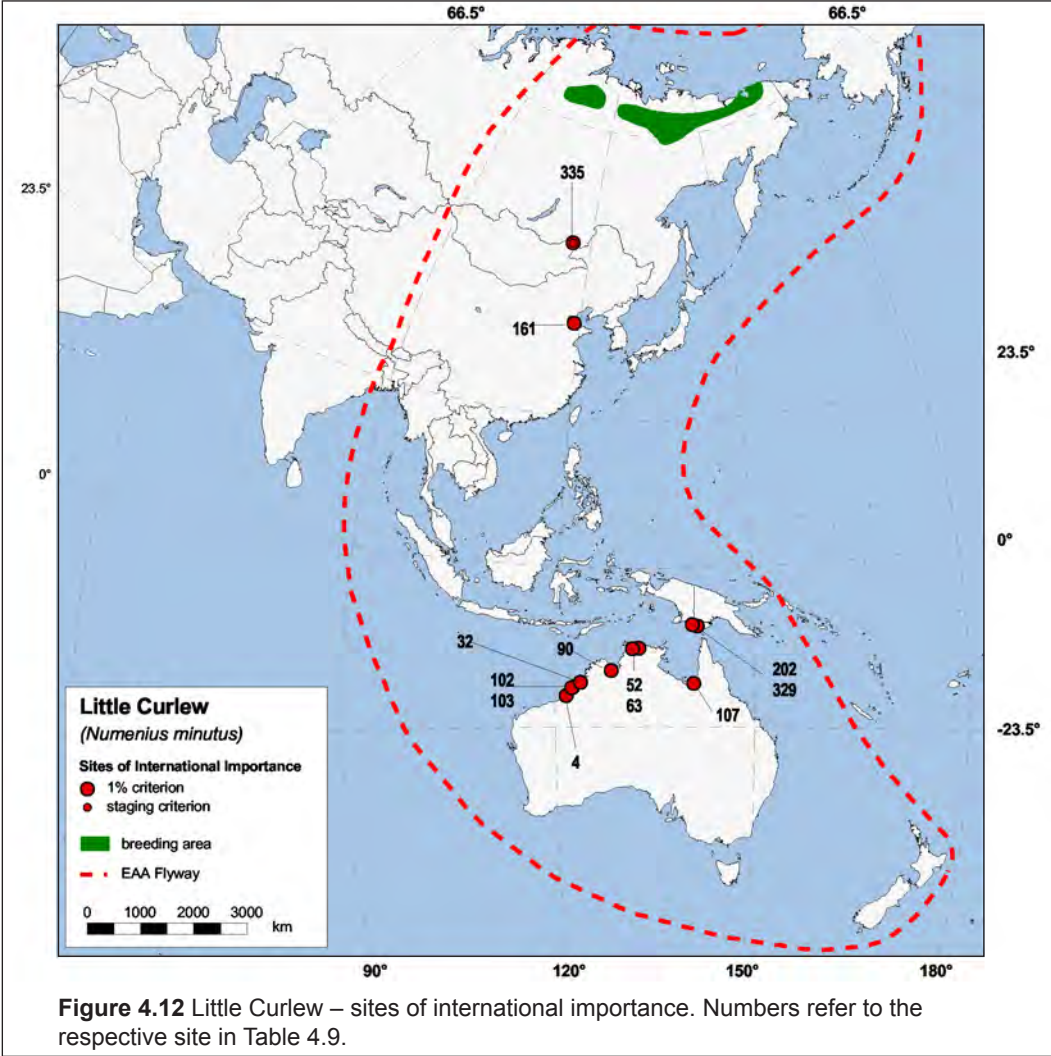 66.5°
66.5°
23.5°
335
161
23.5°
0°
0°
32
90
102
103
52
63
202
329
107
4
-23.5°
Little Curlew
(Numenius minutus)
Sites of International Importance
1% criterion
staging criterion
breeding area
EAA Flyway
0 1000 2000 3000
km
90°
120°
150°
180°
Figure 4.12 Little Curlew – sites of international importance. Numbers refer to the
respective site in Table 4.9.